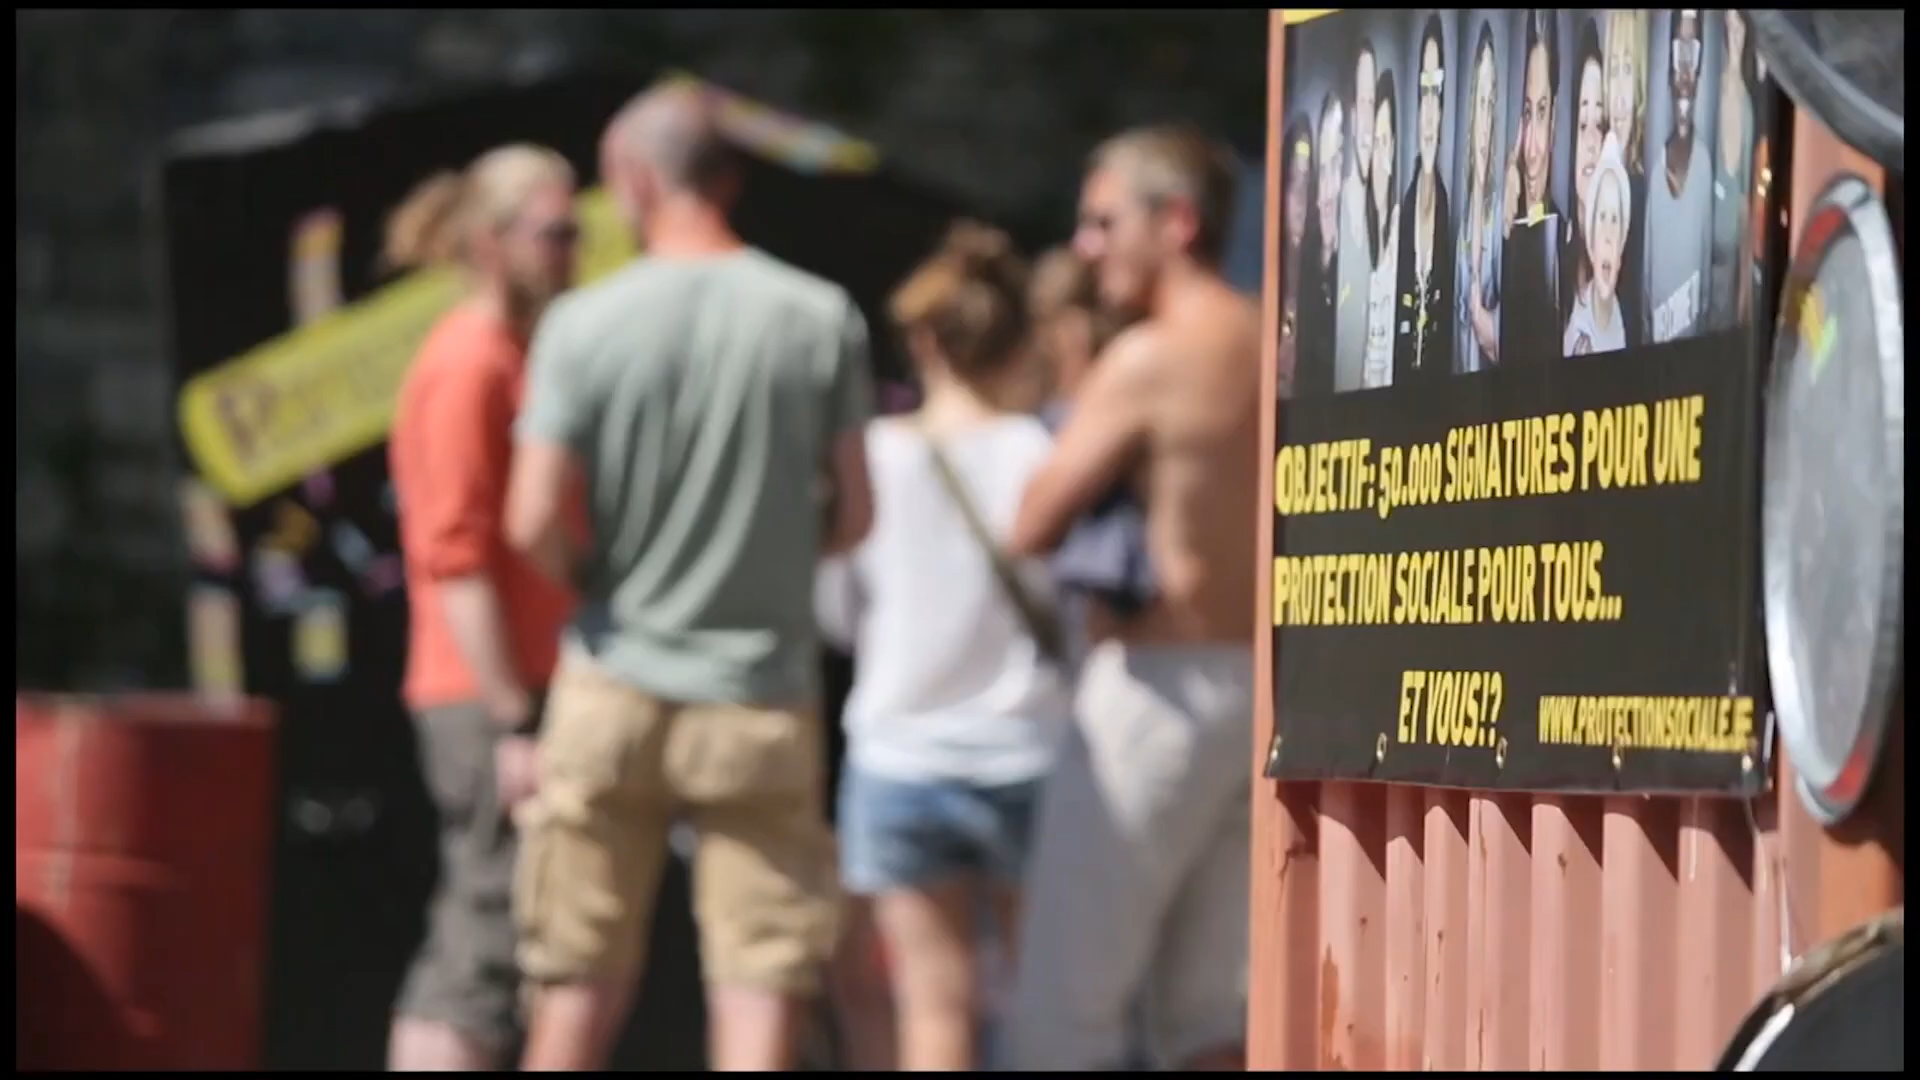 OBJECTIF: 50.000 SIGNATURES POUR UNE
PROTECTION SOCIALE POUR TOUS...
ET VOUS!?
WWW.PROTECTIONSOCIALE.BE